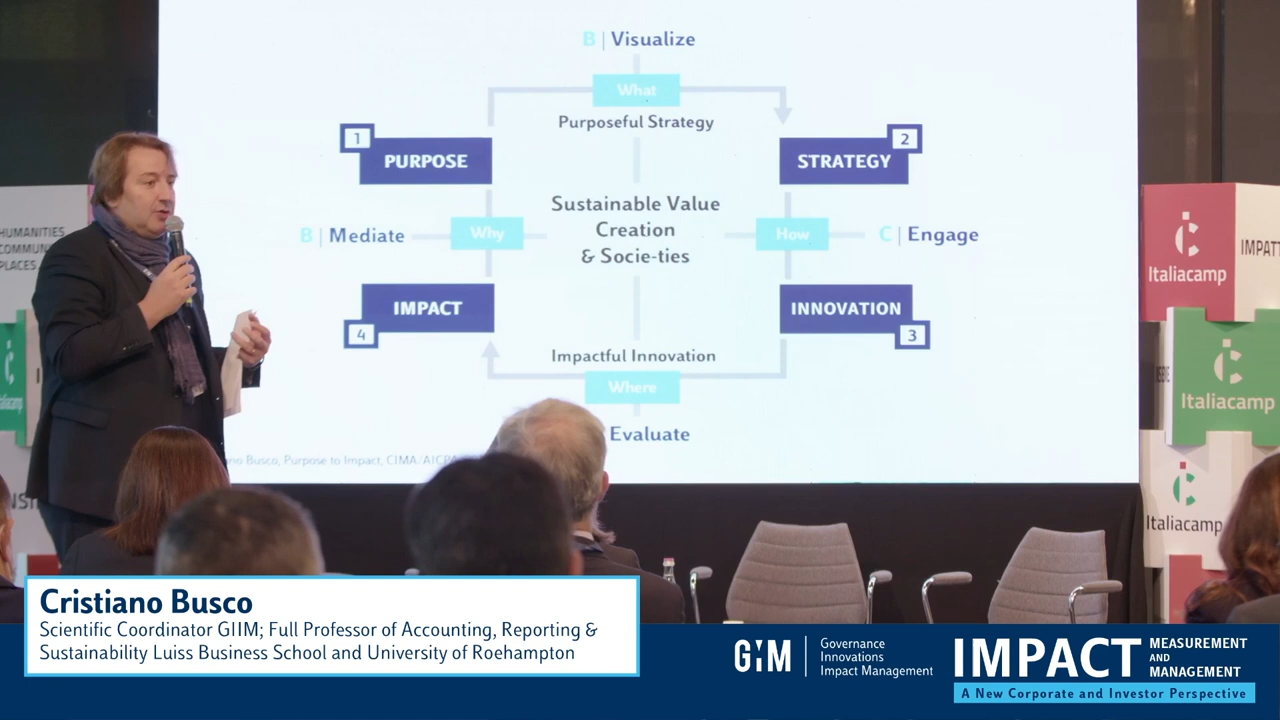 B | Visualize
What
Purposeful Strategy
1
PURPOSE
2
STRATEGY
Sustainable Value
Creation
& Socie-ties
B | Mediate
Why
How
C | Engage
IMPACT
4
INNOVATION
3
Impactful Innovation
Where
Evaluate
Busco, Purpose to Impact, CIMA/AICPA
HUMANITIES
PLACES
Italiacamp
Italiacamp
Italiacamp
Italiacamp
Cristiano Busco
Scientific Coordinator GIIM; Full Professor of Accounting, Reporting &
Sustainability Luiss Business School and University of Roehampton
GIIM
Governance
Innovations
Impact Management
IMPACT MEASUREMENT
AND
MANAGEMENT
A New Corporate and Investor Perspective